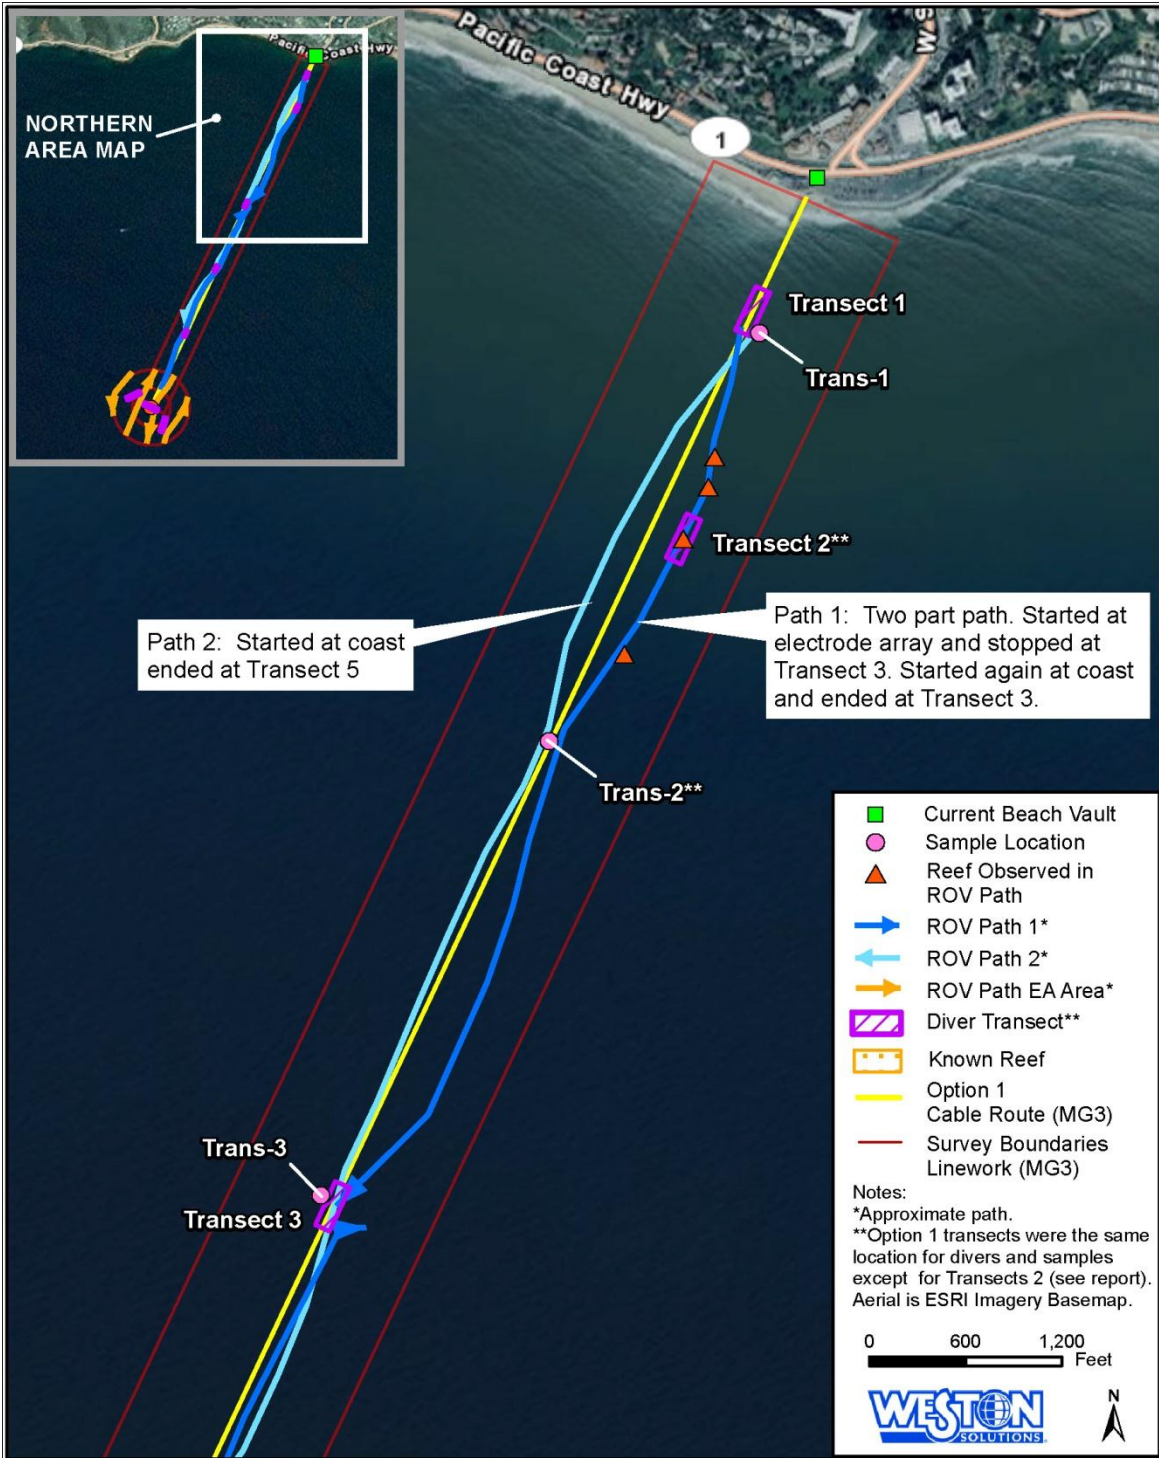 Pacific Coast Hwy
NORTHERN
AREA MAP
Pacific Coast Hwy
1
Transect 1
Trans-1
Transect 2**
Path 2: Started at coast
ended at Transect 5
Path 1: Two part path. Started at
electrode array and stopped at
Transect 3. Started again at coast
and ended at Transect 3.
Trans-2**
Trans-3
Transect 3
Current Beach Vault
Sample Location
Reef Observed in
ROV Path
ROV Path 1*
ROV Path 2*
ROV Path EA Area*
Diver Transect**
Known Reef
Option 1
Cable Route (MG3)
Survey Boundaries
Linework (MG3)
Notes:
*Approximate path.
**Option 1 transects were the same
location for divers and samples
except for Transects 2 (see report).
Aerial is ESRI Imagery Basemap.
0 600 1,200
Feet
WESTON
SOLUTIONS
N